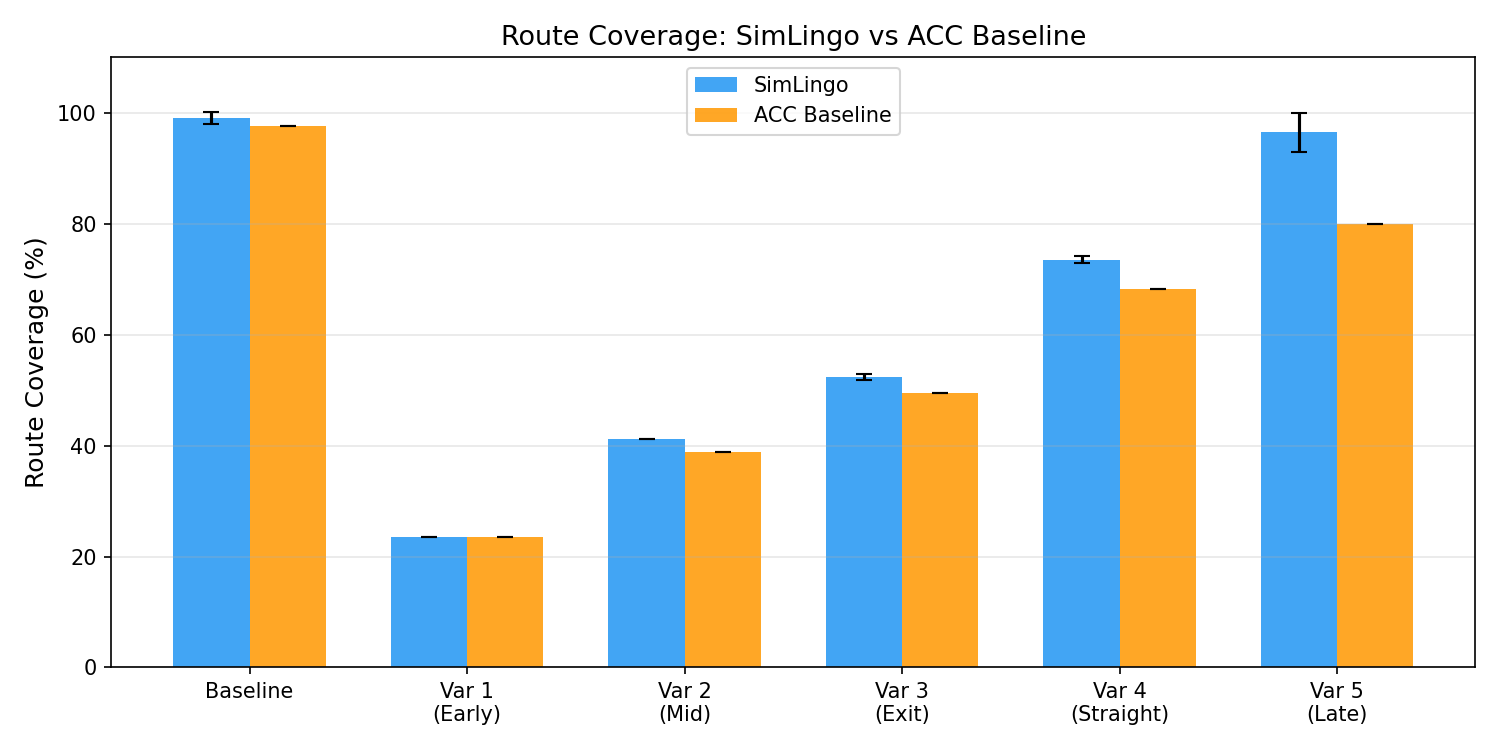 Route Coverage: SimLingo vs ACC Baseline
SimLingo
ACC Baseline
Route Coverage (%)
100
80
60
40
20
0
Baseline
Var 1
(Early)
Var 2
(Mid)
Var 3
(Exit)
Var 4
(Straight)
Var 5
(Late)